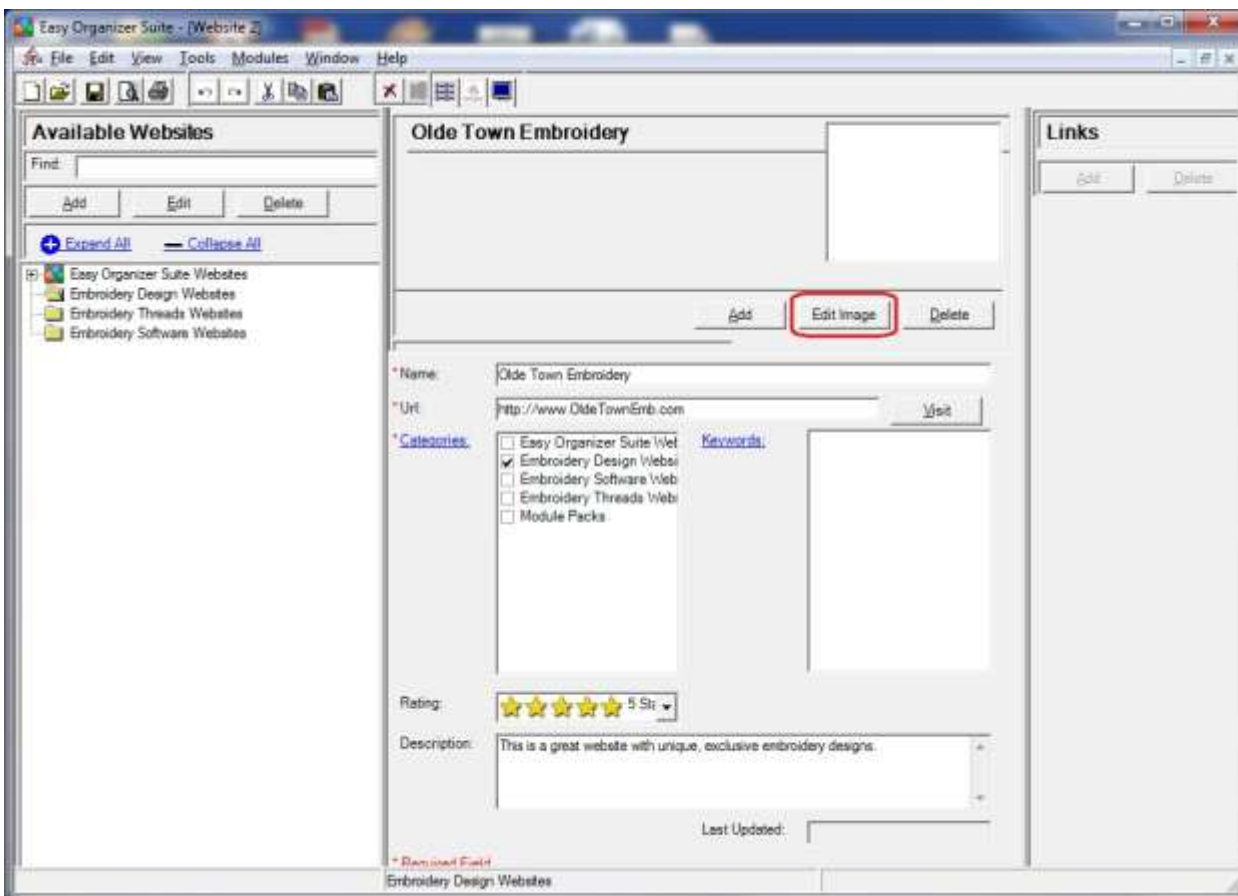 Easy Organizer Suite - [Website 2]
File Edit View Tools Modules Window Help
Available Websites
Find:
Add Edit Delete
Expand All Collapse All
Easy Organizer Suite Websites
Embroidery Design Websites
Embroidery Threads Websites
Embroidery Software Websites
Olde Town Embroidery
Add Edit Image Delete
*Name: Olde Town Embroidery
*Url: http://www.OldeTownEmb.com Visit
*Categories: Keywords:
Easy Organizer Suite Wet
Embroidery Design Websi
Embroidery Software Web
Embroidery Threads Web
Module Packs
Rating: 5 Sta
Description: This is a great website with unique, exclusive embroidery designs.
Last Updated:
* Required Field
Embroidery Design Websites
Links
Add Delete